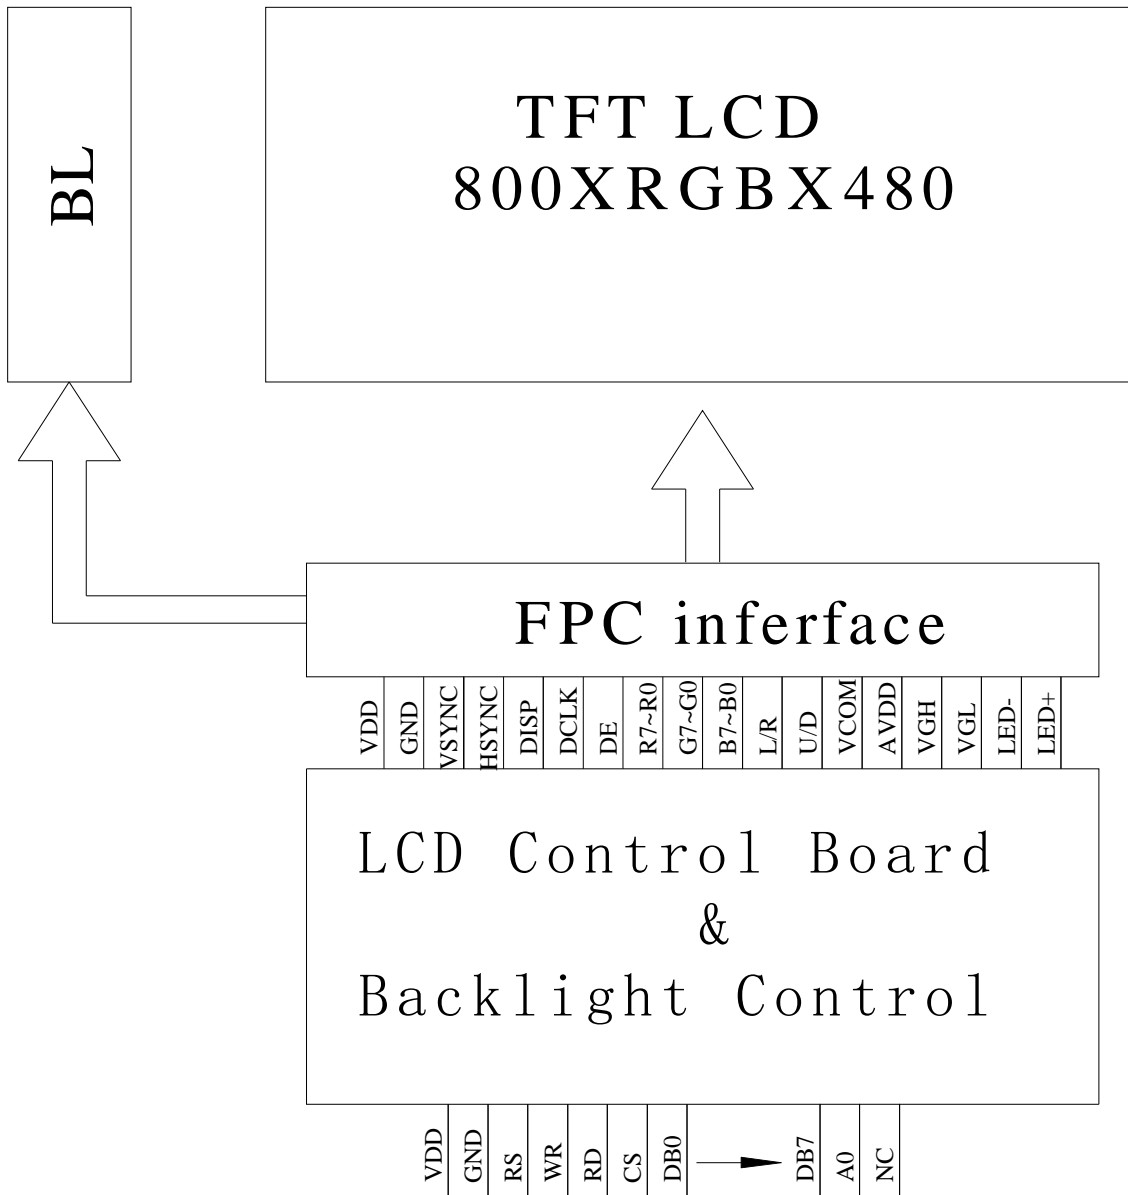 BL
TFT LCD
800XRGBX480
FPC inferface
VDD
GND
VSYNC
HSYNC
DISP
DCLK
DE
R7~R0
G7~G0
B7~B0
L/R
U/D
VCOM
AVDD
VGH
VGL
LED-
LED+
LCD Control Board
&
Backlight Control
VDD
GND
RS
WR
RD
CS
DB0
DB7
A0
NC